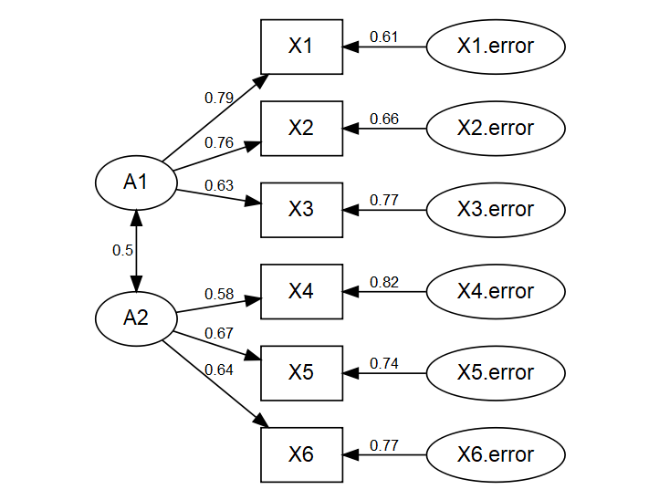 X1
0.61
X1.error
0.79
X2
0.66
X2.error
0.76
A1
0.63
X3
0.77
X3.error
0.5
A2
0.58
X4
0.82
X4.error
0.67
X5
0.74
X5.error
0.64
X6
0.77
X6.error